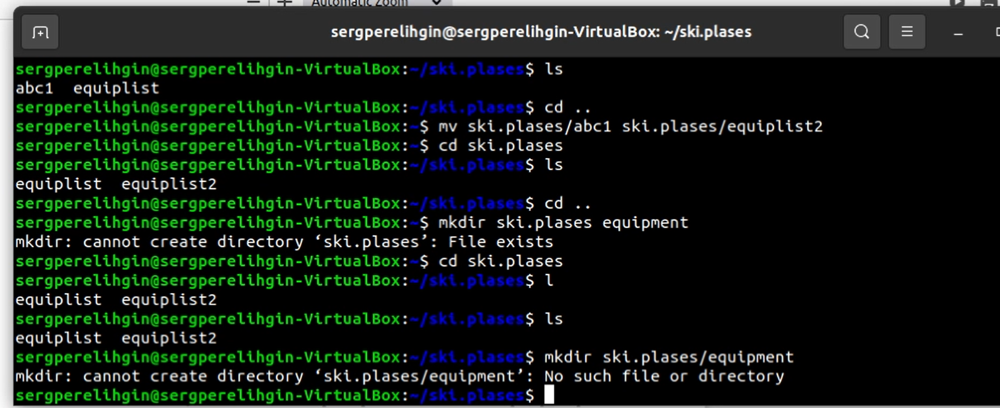 Automatic Zoom
sergperelihgin@sergperelihgin-VirtualBox: ~/ski.plases
sergperelihgin@sergperelihgin-VirtualBox:~/ski.plases$ ls
abc1  equiplist
sergperelihgin@sergperelihgin-VirtualBox:~/ski.plases$ cd ..
sergperelihgin@sergperelihgin-VirtualBox:~$ mv ski.plases/abc1 ski.plases/equiplist2
sergperelihgin@sergperelihgin-VirtualBox:~$ cd ski.plases
sergperelihgin@sergperelihgin-VirtualBox:~/ski.plases$ ls
equiplist  equiplist2
sergperelihgin@sergperelihgin-VirtualBox:~/ski.plases$ cd ..
sergperelihgin@sergperelihgin-VirtualBox:~$ mkdir ski.plases equipment
mkdir: cannot create directory ‘ski.plases’: File exists
sergperelihgin@sergperelihgin-VirtualBox:~$ cd ski.plases
sergperelihgin@sergperelihgin-VirtualBox:~/ski.plases$ l
equiplist  equiplist2
sergperelihgin@sergperelihgin-VirtualBox:~/ski.plases$ ls
equiplist  equiplist2
sergperelihgin@sergperelihgin-VirtualBox:~/ski.plases$ mkdir ski.plases/equipment
mkdir: cannot create directory ‘ski.plases/equipment’: No such file or directory
sergperelihgin@sergperelihgin-VirtualBox:~/ski.plases$